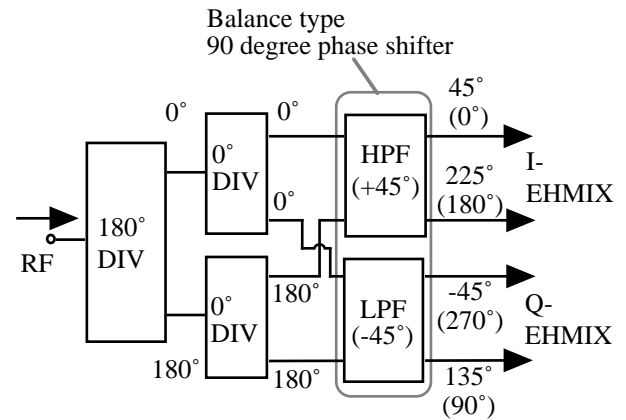 Balance type
90 degree phase shifter
45˚
(0˚)
0˚
0˚
HPF
(+45˚)
0˚
DIV
I-
EHMIX
225˚
(180˚)
0˚
180˚
DIV
RF
-45˚
(270˚)
180˚
LPF
(-45˚)
0˚
DIV
Q-
EHMIX
180˚
180˚
135˚
(90˚)